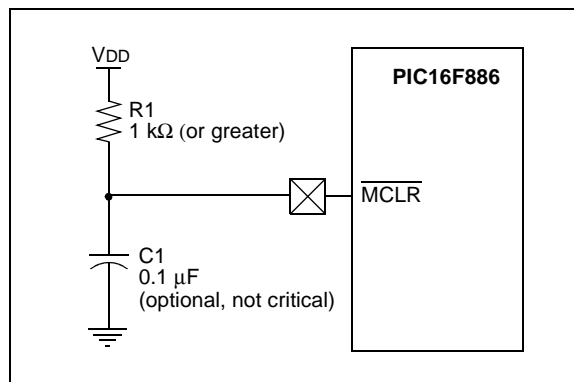 VDD
PIC16F886
R1
1 kΩ (or greater)
MCLR
C1
0.1 μF
(optional, not critical)